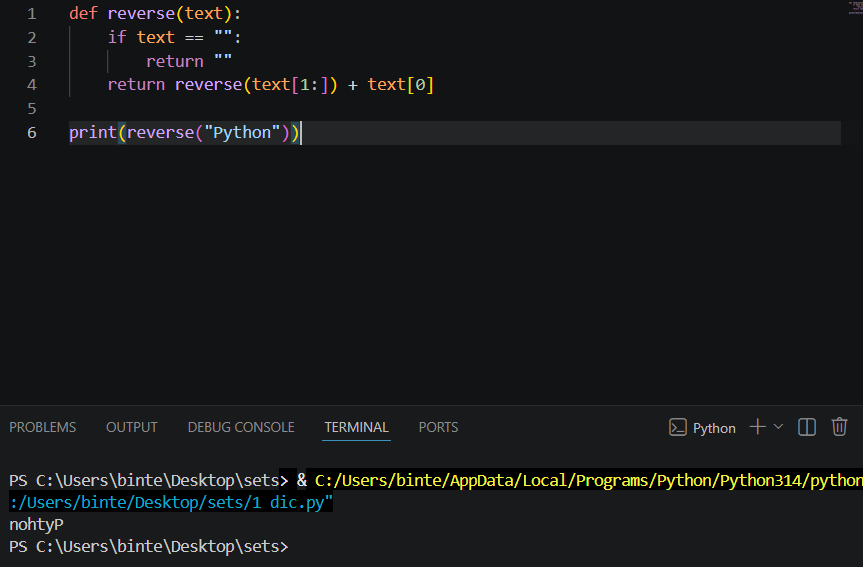 1 def reverse(text):
2     if text == "":
3         return ""
4     return reverse(text[1:]) + text[0]
5
6 print(reverse("Python"))
PROBLEMS OUTPUT DEBUG CONSOLE TERMINAL PORTS Python
PS C:\Users\binte\Desktop\sets> & C:/Users/binte/AppData/Local/Programs/Python/Python314/python
:/Users/binte/Desktop/sets/1 dic.py"
nohtyP
PS C:\Users\binte\Desktop\sets>